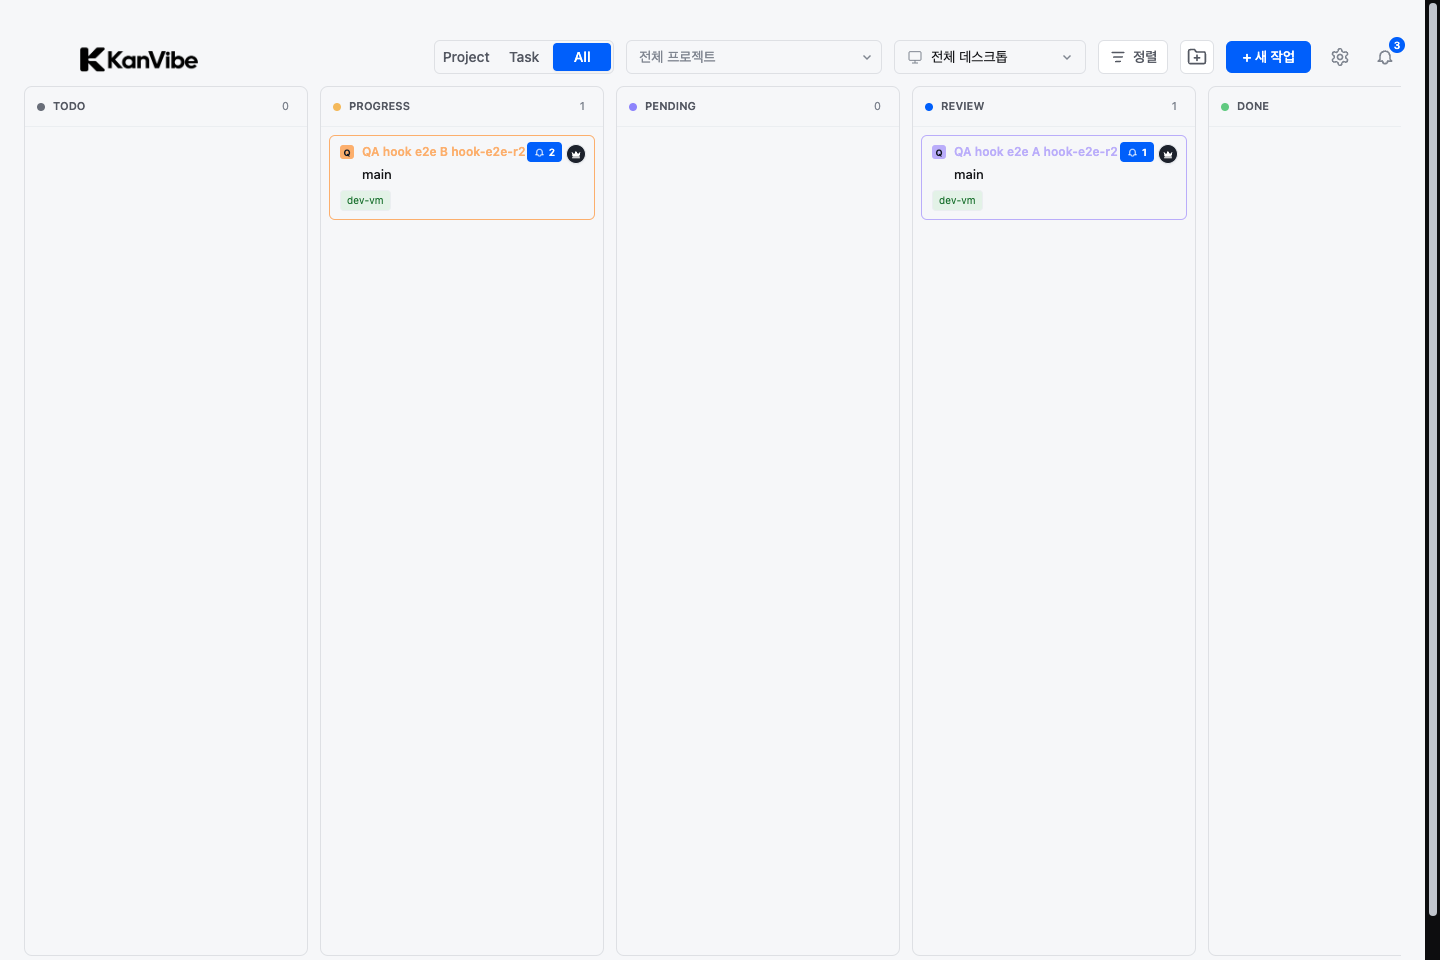 KanVibe
Project Task All
전체 프로젝트
전체 데스크톱
정렬
+ 새 작업
3
TODO 0
PROGRESS 1
PENDING 0
REVIEW 1
DONE
Q QA hook e2e B hook-e2e-r2 2
main
dev-vm
Q QA hook e2e A hook-e2e-r2 1
main
dev-vm